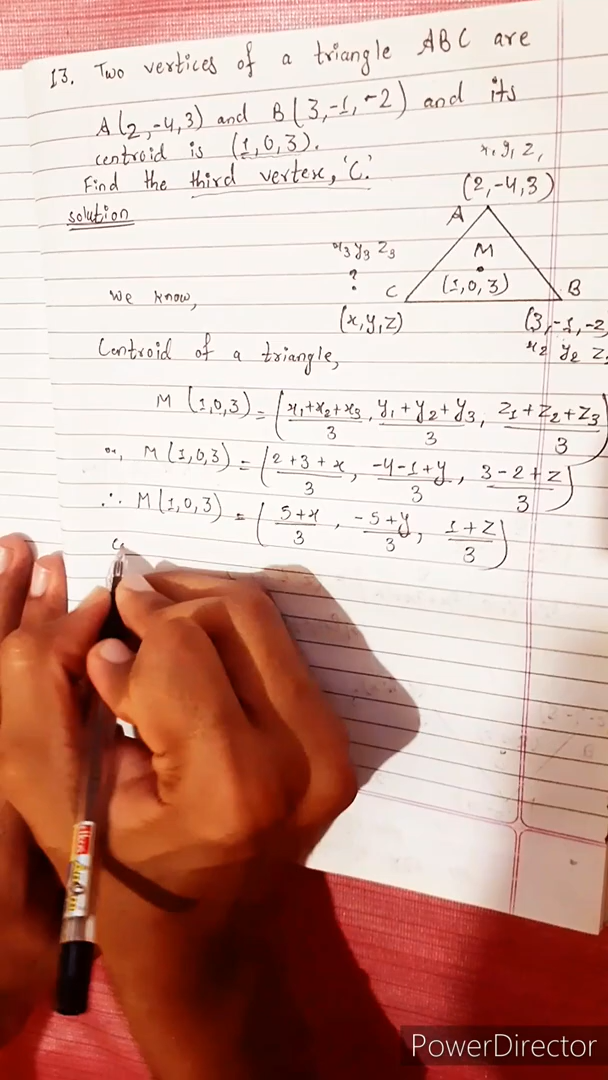 13. Two vertices of a triangle ABC are
A(2,-4,3) and B(3,-1,-2) and its
centroid is (1,0,3).
Find the third vertex, 'C.'
solution
x1 y1 z1
(2,-4,3)
A
M
(1,0,3)
x3 y3 z3
?
C
(x,y,z)
B
(3,-1,-2
x2 y2 z
We know,
Centroid of a triangle,
M (1,0,3) = (x1+x2+x3/3, y1+y2+y3/3, z1+z2+z3/3)
or, M (1,0,3) = (2+3+x/3, -4-1+y/3, 3-2+z/3)
∴ M (1,0,3) = (5+x/3, -5+y/3, 1+z/3)
PowerDirector